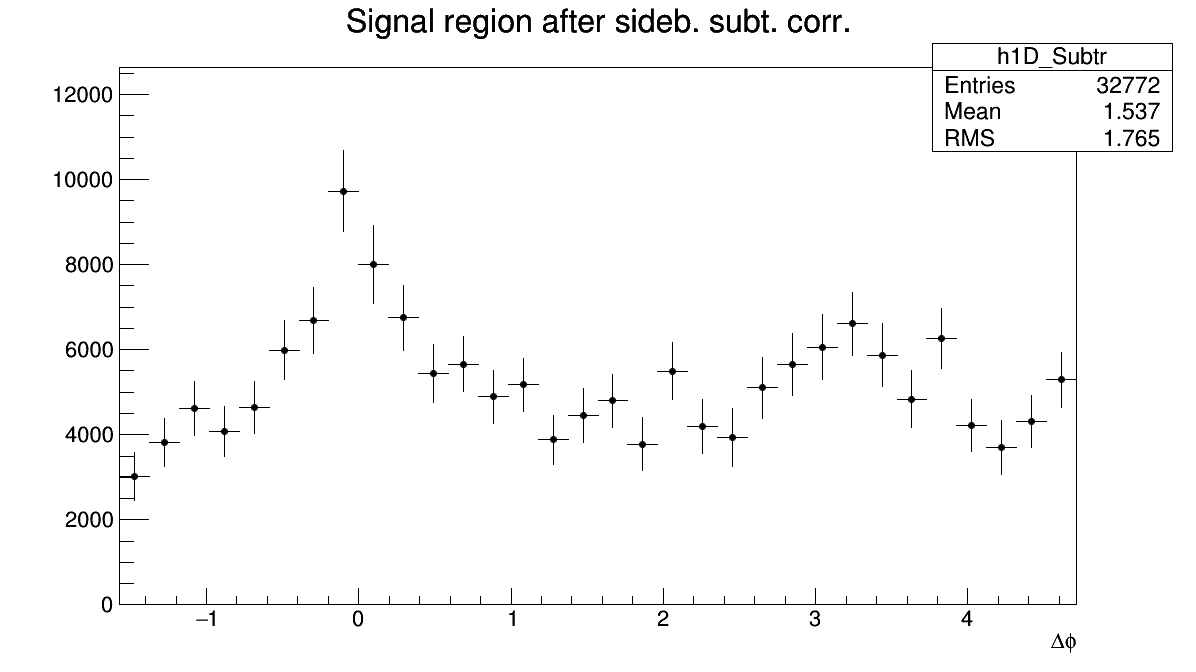 Signal region after sideb. subt. corr.
h1D_Subtr
Entries 32772
Mean 1.537
RMS 1.765
12000
10000
8000
6000
4000
2000
0
−1 0 1 2 3 4
Δϕ